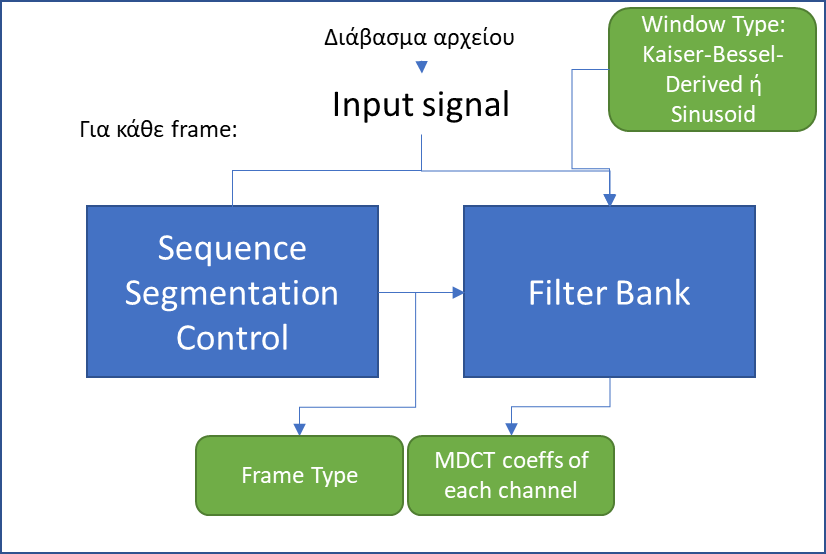 Διάβασμα αρχείου
Input signal
Window Type:
Kaiser-Bessel-
Derived ή
Sinusoid
Για κάθε frame:
Sequence
Segmentation
Control
Filter Bank
Frame Type
MDCT coeffs of
each channel